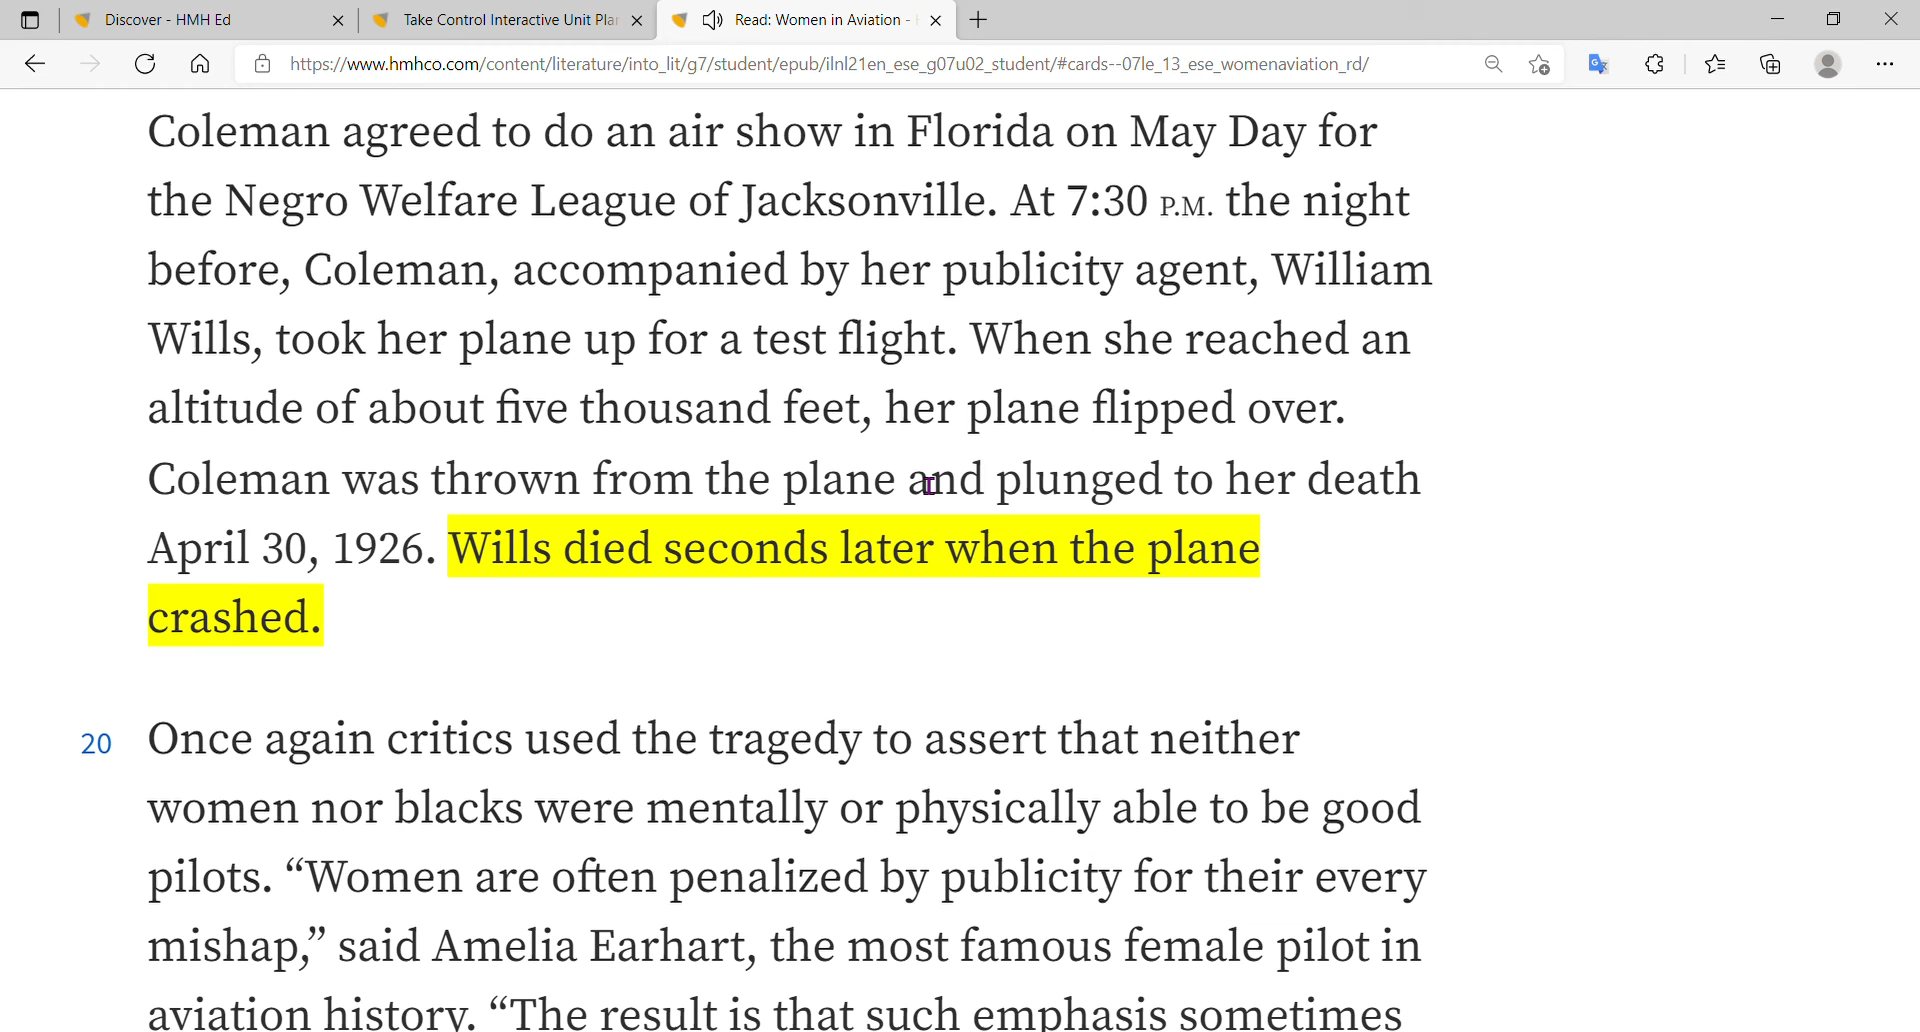 Discover - HMH Ed
Take Control Interactive Unit Pla
Read: Women in Aviation -
https://www.hmhco.com/content/literature/into_lit/g7/student/epub/ilnl21en_ese_g07u02_student/#cards--07le_13_ese_womenaviation_rd/
Coleman agreed to do an air show in Florida on May Day for
the Negro Welfare League of Jacksonville. At 7:30 P.M. the night
before, Coleman, accompanied by her publicity agent, William
Wills, took her plane up for a test flight. When she reached an
altitude of about five thousand feet, her plane flipped over.
Coleman was thrown from the plane and plunged to her death
April 30, 1926. Wills died seconds later when the plane
crashed.
20 Once again critics used the tragedy to assert that neither
women nor blacks were mentally or physically able to be good
pilots. “Women are often penalized by publicity for their every
mishap,” said Amelia Earhart, the most famous female pilot in
aviation history. “The result is that such emphasis sometimes